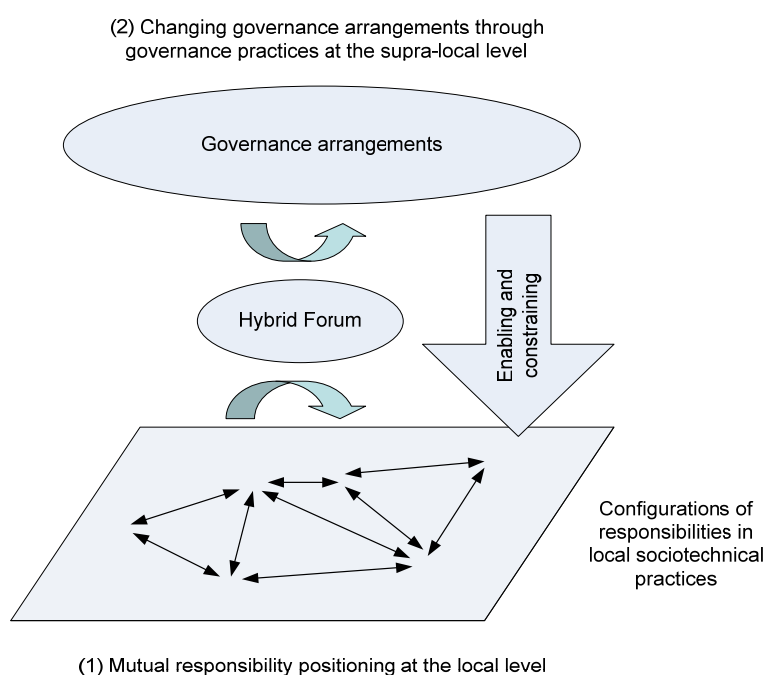 (2) Changing governance arrangements through
governance practices at the supra-local level
Governance arrangements
Hybrid Forum
Enabling and
constraining
Configurations of
responsibilities in
local sociotechnical
practices
(1) Mutual responsibility positioning at the local level